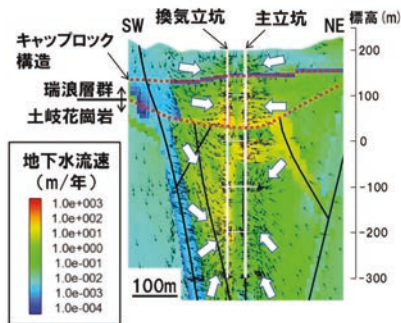 SW
換気立坑
主立坑
NE
標高(m)
キャップロック
構造
瑞浪層群
土岐花崗岩
200
100
0
-100
-200
-300
地下水流速
(m/年)
1.0e+003
1.0e+002
1.0e+001
1.0e+000
1.0e-001
1.0e-002
1.0e-003
1.0e-004
100m